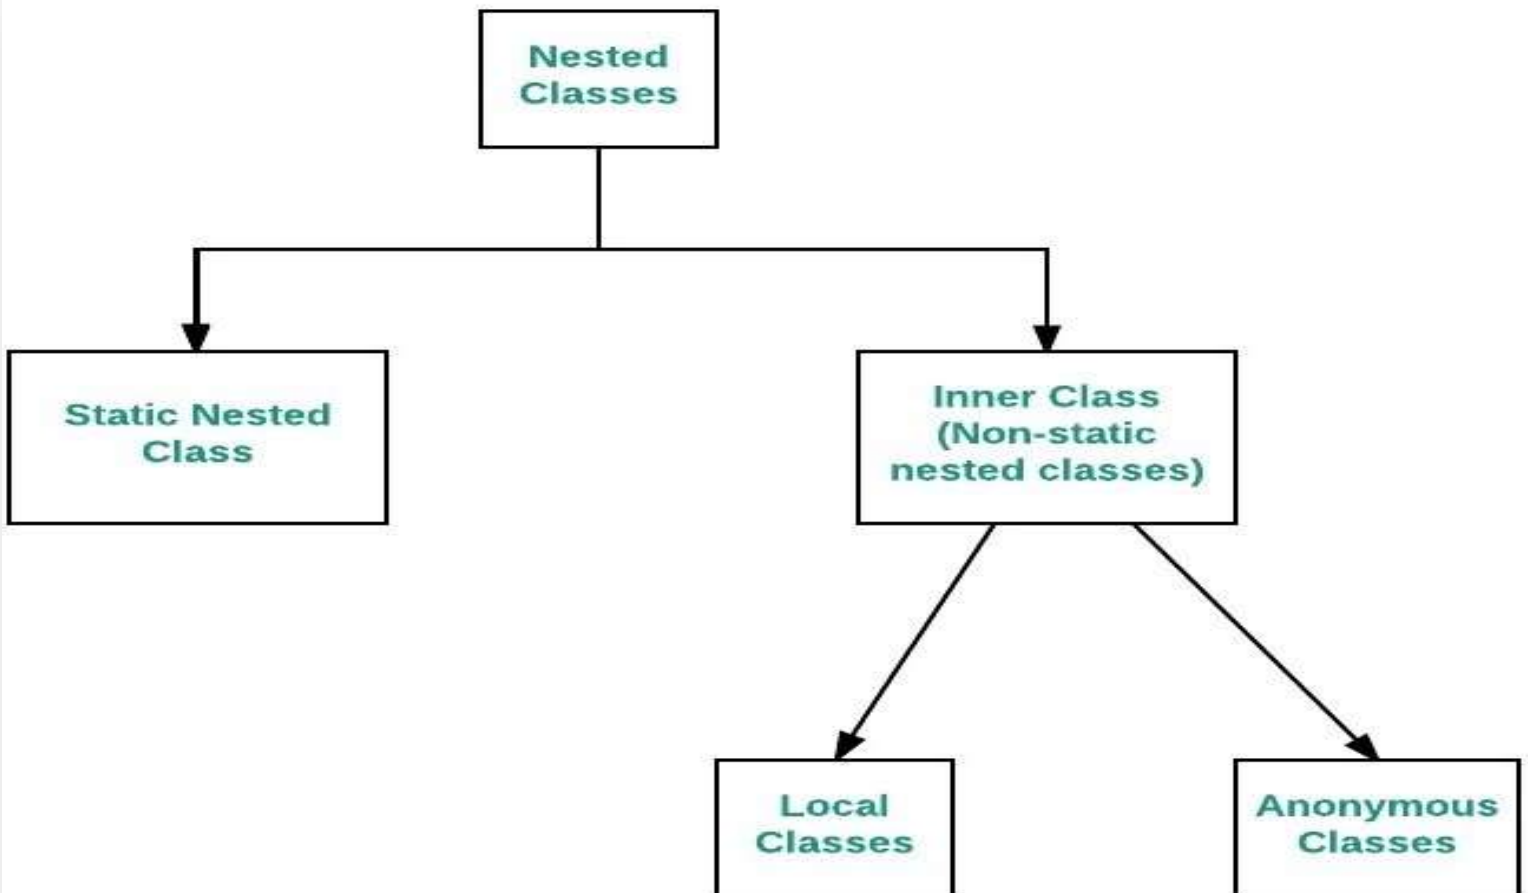 Nested
Classes
Static Nested
Class
Inner Class
(Non-static
nested classes)
Local
Classes
Anonymous
Classes